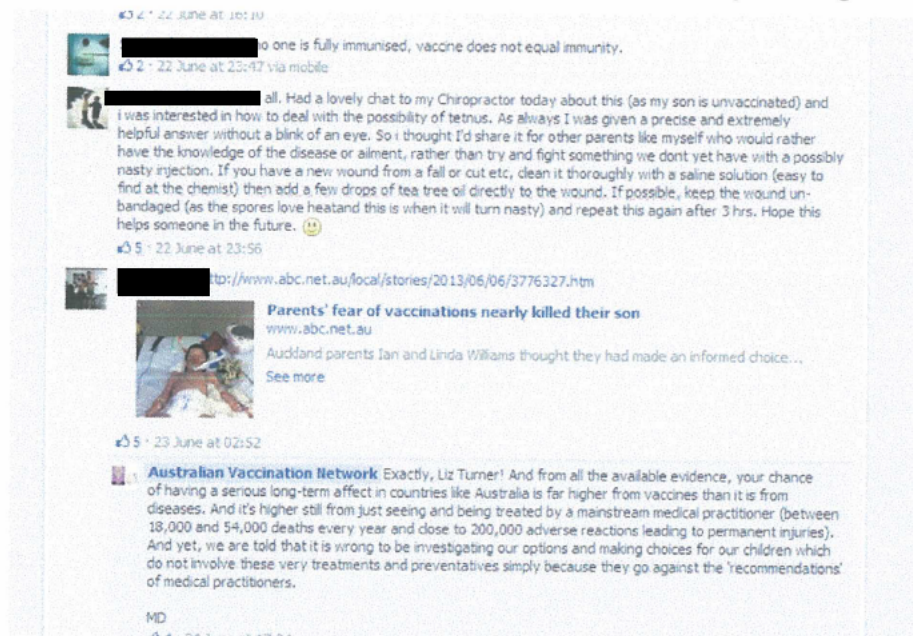 2 · 22 June at 16:10
no one is fully immunised, vaccine does not equal immunity.
2 · 22 June at 23:47 via mobile
all. Had a lovely chat to my Chiropractor today about this (as my son is unvaccinated) and
i was interested in how to deal with the possibility of tetnus. As always I was given a precise and extremely
helpful answer without a blink of an eye. So i thought I'd share it for other parents like myself who would rather
have the knowledge of the disease or ailment, rather than try and fight something we dont yet have with a possibly
nasty injection. If you have a new wound from a fall or cut etc, clean it thoroughly with a saline solution (easy to
find at the chemist) then add a few drops of tea tree oil directly to the wound. If possible, keep the wound un-
bandaged (as the spores love heatand this is when it will turn nasty) and repeat this again after 3 hrs. Hope this
helps someone in the future.
5 · 22 June at 23:56
ttp://www.abc.net.au/local/stories/2013/06/06/3776327.htm
Parents' fear of vaccinations nearly killed their son
www.abc.net.au
Auckland parents Ian and Linda Williams thought they had made an informed choice...
See more
5 · 23 June at 02:52
Australian Vaccination Network Exactly, Liz Turner! And from all the available evidence, your chance
of having a serious long-term affect in countries like Australia is far higher from vaccines than it is from
diseases. And it's higher still from just seeing and being treated by a mainstream medical practitioner (between
18,000 and 54,000 deaths every year and close to 200,000 adverse reactions leading to permanent injuries).
And yet, we are told that it is wrong to be investigating our options and making choices for our children which
do not involve these very treatments and preventatives simply because they go against the 'recommendations'
of medical practitioners.
MD